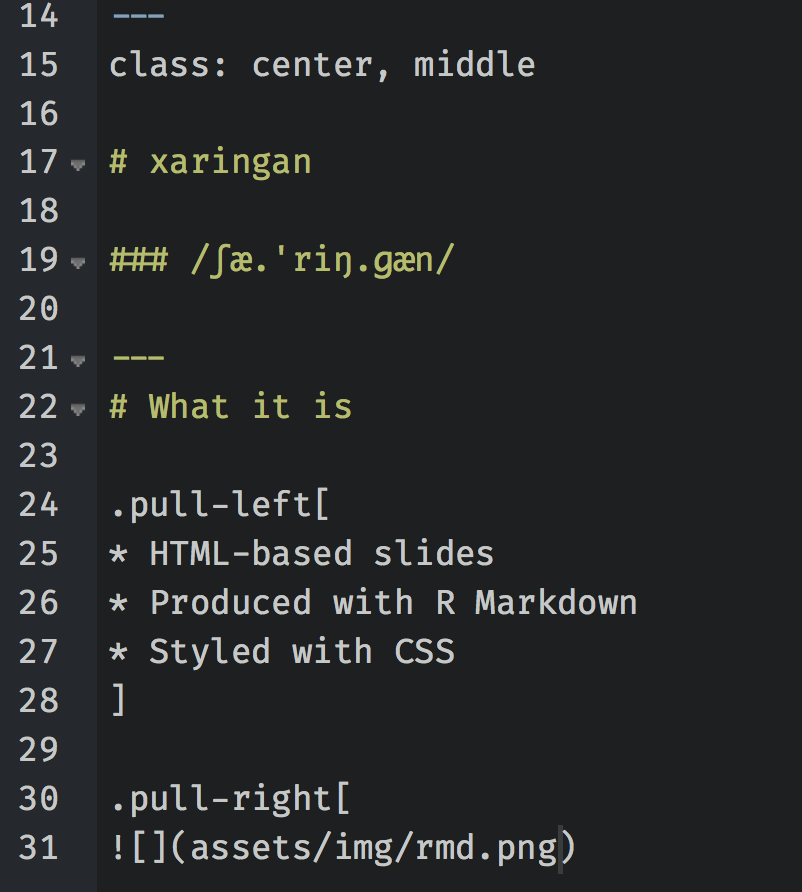 14 ---
15 class: center, middle
16
17 # xaringan
18
19 ### /ʃæ.'riŋ.gæn/
20
21 ---
22 # What it is
23
24 .pull-left[
25 * HTML-based slides
26 * Produced with R Markdown
27 * Styled with CSS
28 ]
29
30 .pull-right[
31 ![](assets/img/rmd.png)